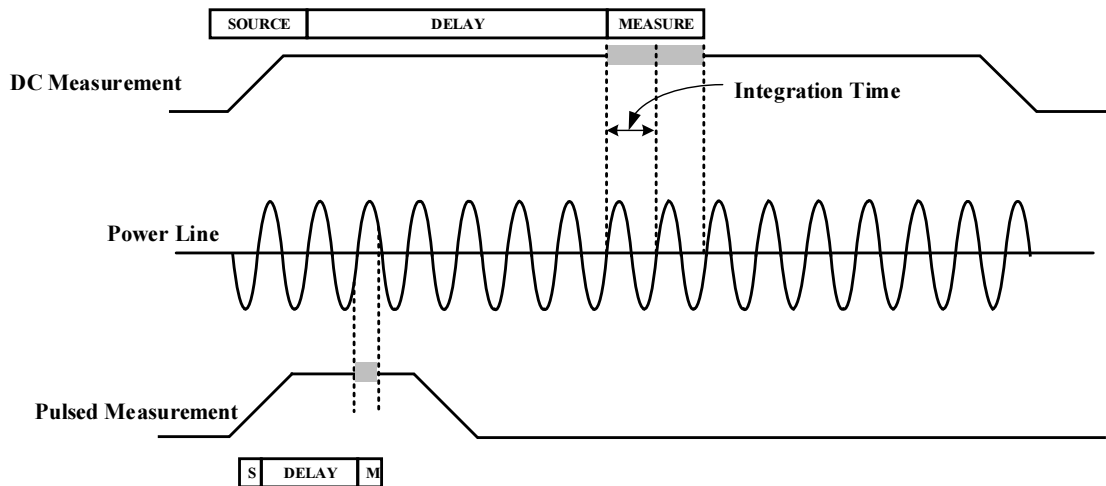 SOURCE DELAY MEASURE
DC Measurement
Integration Time
Power Line
Pulsed Measurement
S DELAY M